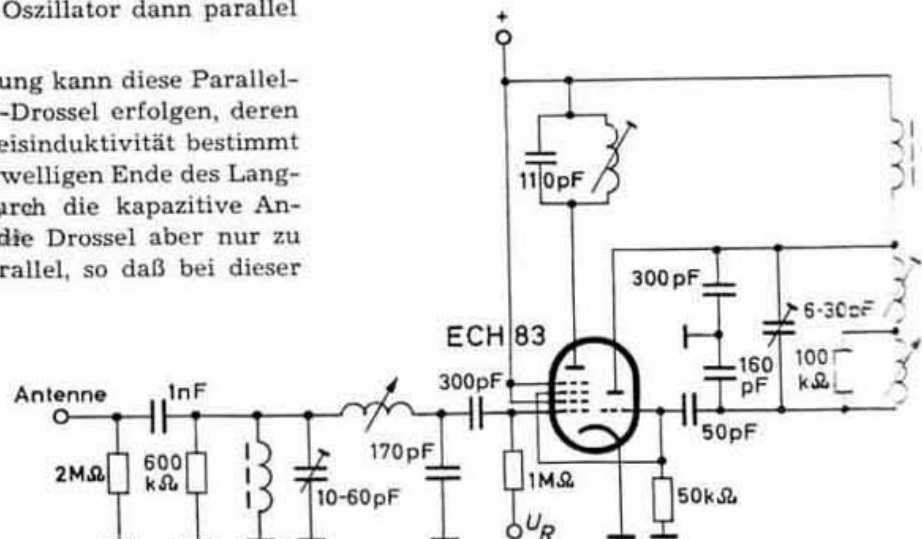 Oszillator dann parallel
ung kann diese Parallel-
-Drossel erfolgen, deren
eisinduktivität bestimmt
welligen Ende des Lang-
urch die kapazitive An-
die Drossel aber nur zu
rallel, so daß bei dieser
+
110pF
300pF
6-30pF
ECH 83
160
pF
100
kΩ
Antenne
1nF
300pF
50pF
170pF
2MΩ
600
kΩ
10-60pF
1MΩ
50kΩ
UR